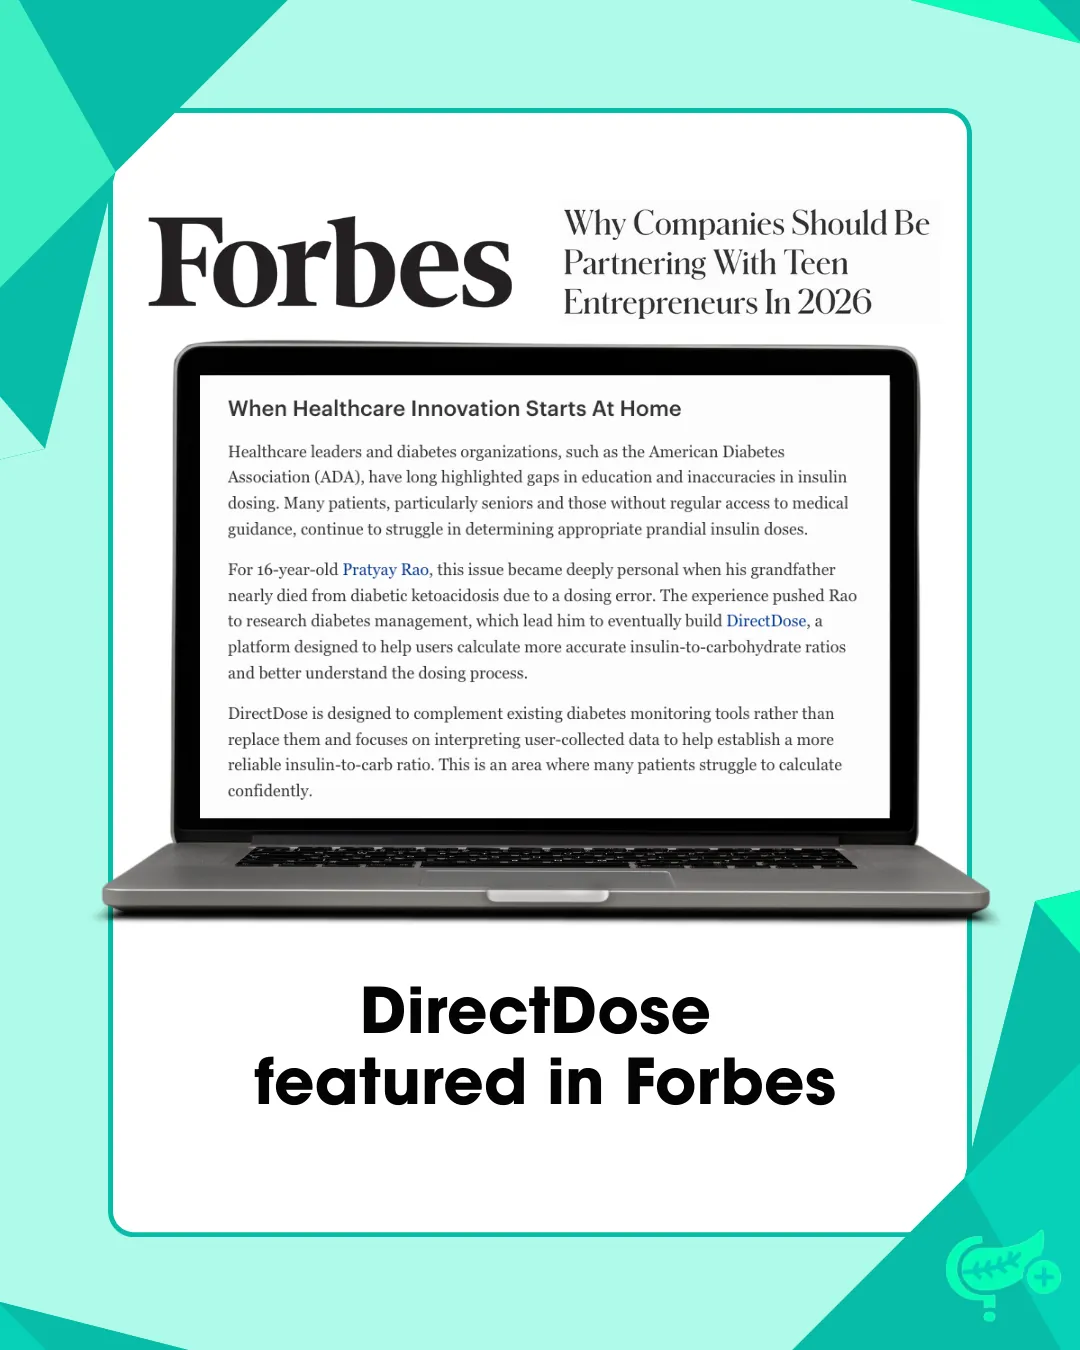 Forbes
Why Companies Should Be
Partnering With Teen
Entrepreneurs In 2026
When Healthcare Innovation Starts At Home
Healthcare leaders and diabetes organizations, such as the American Diabetes
Association (ADA), have long highlighted gaps in education and inaccuracies in insulin
dosing. Many patients, particularly seniors and those without regular access to medical
guidance, continue to struggle in determining appropriate prandial insulin doses.
For 16-year-old Pratyay Rao, this issue became deeply personal when his grandfather
nearly died from diabetic ketoacidosis due to a dosing error. The experience pushed Rao
to research diabetes management, which lead him to eventually build DirectDose, a
platform designed to help users calculate more accurate insulin-to-carbohydrate ratios
and better understand the dosing process.
DirectDose is designed to complement existing diabetes monitoring tools rather than
replace them and focuses on interpreting user-collected data to help establish a more
reliable insulin-to-carb ratio. This is an area where many patients struggle to calculate
confidently.
DirectDose
featured in Forbes